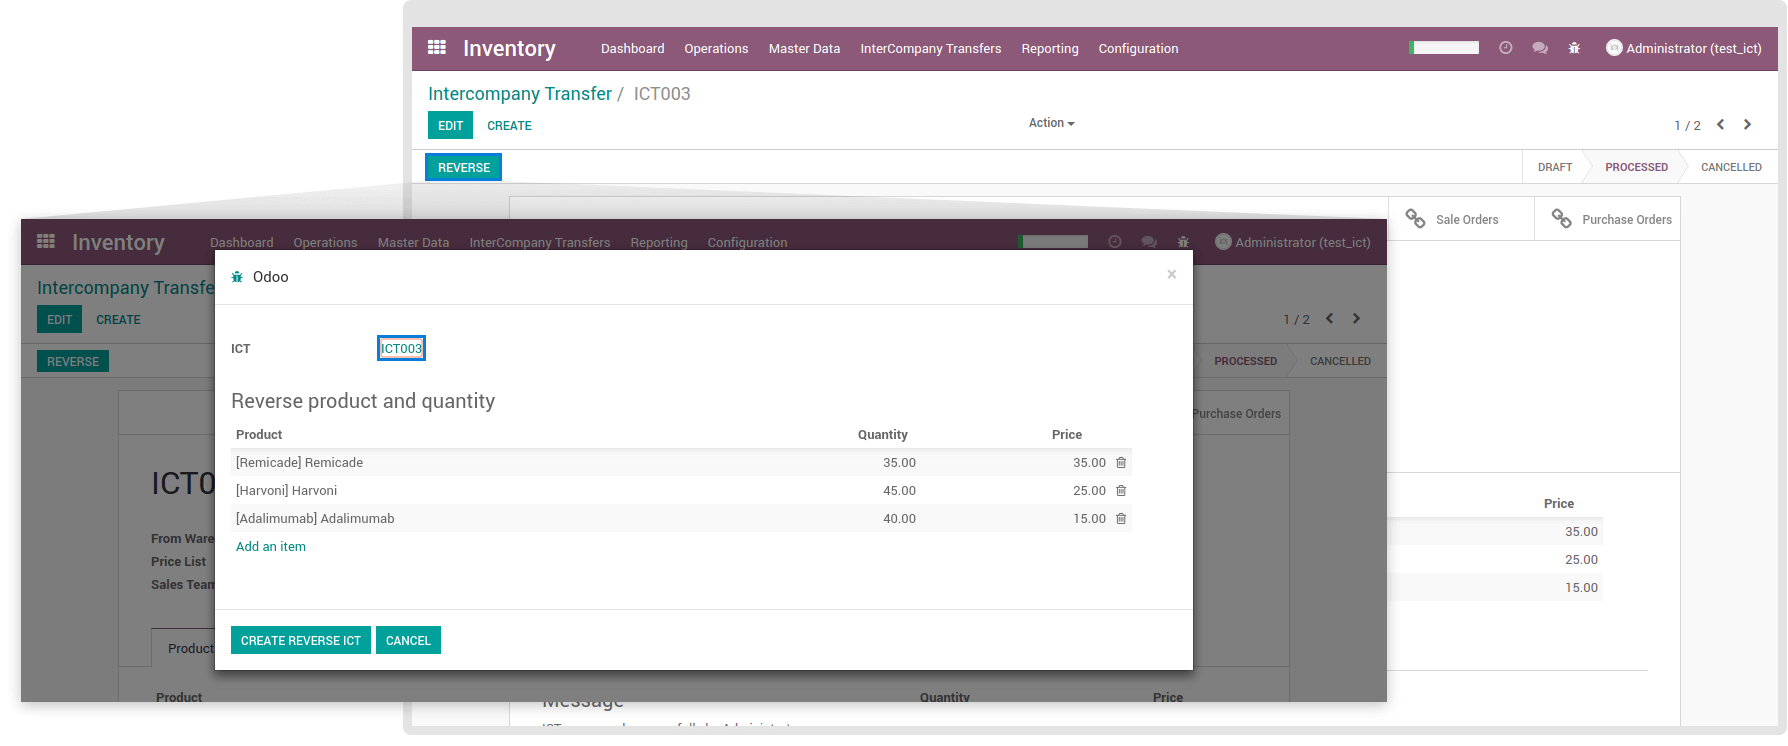 Inventory Dashboard Operations Master Data InterCompany Transfers Reporting Configuration Administrator (test_ict)
Intercompany Transfer / ICT003
EDIT CREATE Action 1 / 2
REVERSE DRAFT PROCESSED CANCELLED
Sale Orders Purchase Orders
Inventory Dashboard Operations Master Data InterCompany Transfers Reporting Configuration Administrator (test_ict)
Intercompany Transfe
EDIT CREATE 1 / 2
REVERSE PROCESSED CANCELLED
Purchase Orders
ICT0
From Ware
Price List
Sales Team
Product
Product Quantity Price
Odoo ×
ICT ICT003
Reverse product and quantity
Product Quantity Price
[Remicade] Remicade 35.00 35.00
[Harvoni] Harvoni 45.00 25.00
[Adalimumab] Adalimumab 40.00 15.00
Add an item
CREATE REVERSE ICT CANCEL
Price
35.00
25.00
15.00
Message